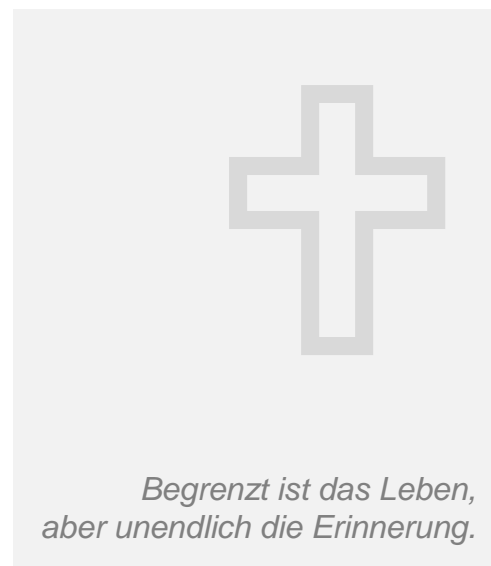 Begrenzt ist das Leben,
aber unendlich die Erinnerung.